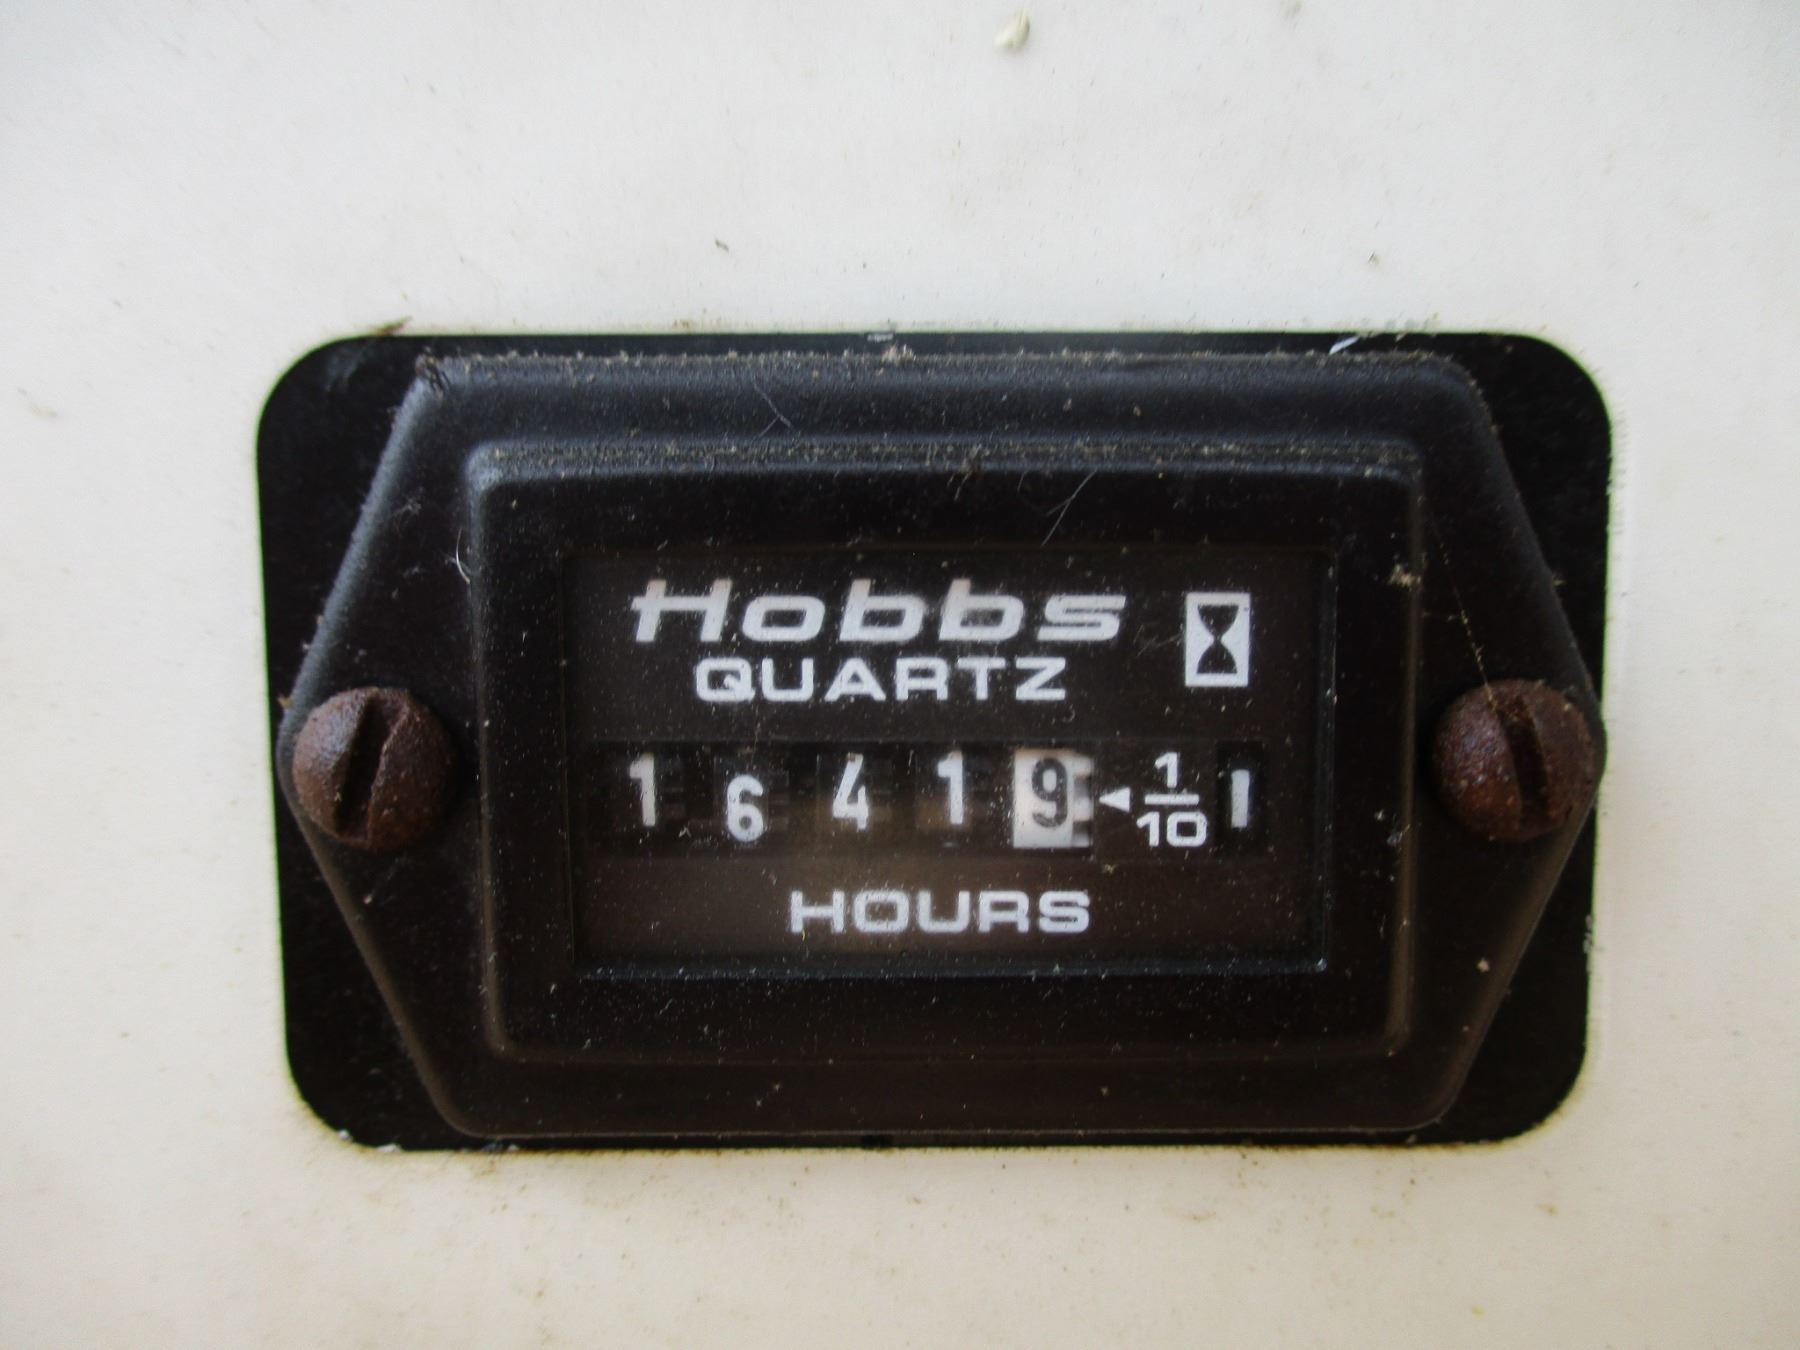 Hobbs
QUARTZ
1 6 4 1 9 ◄ 1/10
HOURS